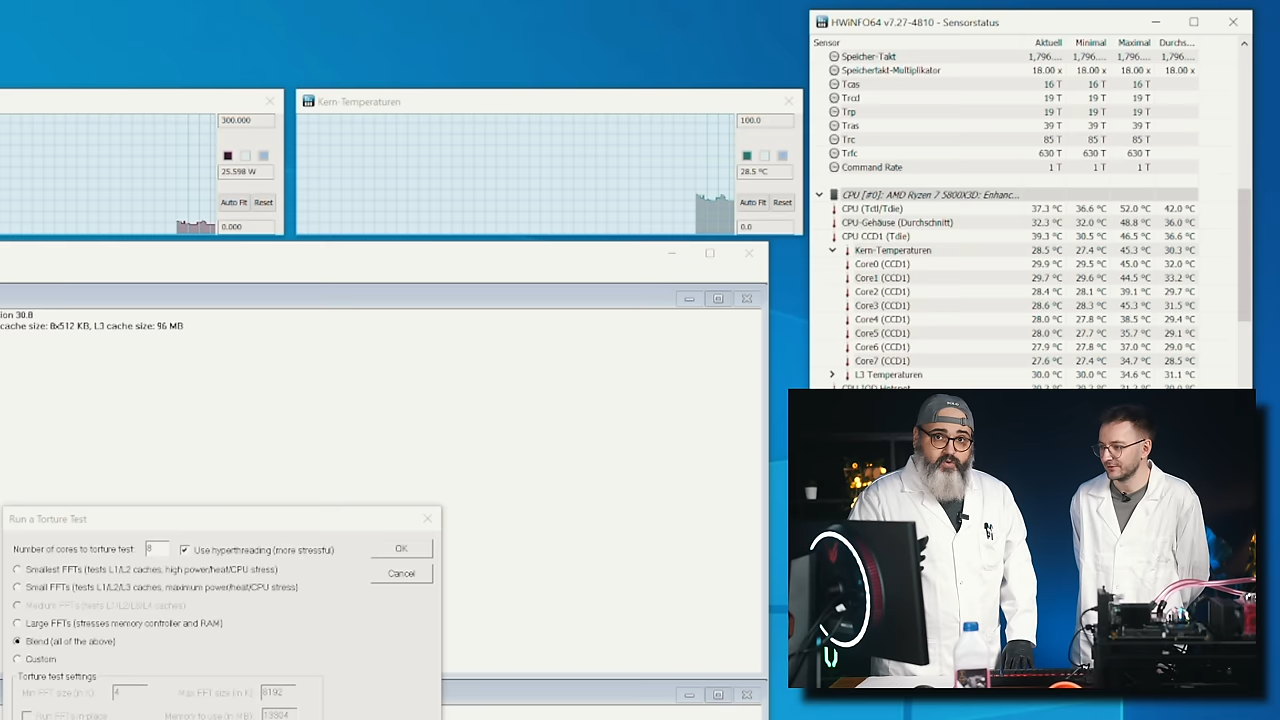 HWiNFO64 v7.27-4810 - Sensorstatus
Sensor Aktuell Minimal Maximal Durchs...
Speicher-Takt 1,796.... 1,796.... 1,796.... 1,796....
Speichertakt-Multiplikator 18.00 x 18.00 x 18.00 x 18.00 x
Tcas 16 T 16 T 16 T
Trcd 19 T 19 T 19 T
Trp 19 T 19 T 19 T
Tras 39 T 39 T 39 T
Trc 85 T 85 T 85 T
Trfc 630 T 630 T 630 T
Command Rate 1 T 1 T 1 T
CPU [#0]: AMD Ryzen 7 5800X3D: Enhanc...
CPU (Tctl/Tdie) 37.3 °C 36.6 °C 52.0 °C 42.0 °C
CPU-Gehäuse (Durchschnitt) 32.3 °C 32.0 °C 48.8 °C 36.0 °C
CPU CCD1 (Tdie) 39.3 °C 30.5 °C 46.5 °C 36.6 °C
Kern-Temperaturen 28.5 °C 27.4 °C 45.3 °C 30.3 °C
Core0 (CCD1) 29.9 °C 29.5 °C 45.0 °C 32.0 °C
Core1 (CCD1) 29.7 °C 29.6 °C 44.5 °C 33.2 °C
Core2 (CCD1) 28.4 °C 28.1 °C 39.1 °C 29.7 °C
Core3 (CCD1) 28.6 °C 28.3 °C 45.3 °C 31.5 °C
Core4 (CCD1) 28.0 °C 27.8 °C 38.5 °C 29.4 °C
Core5 (CCD1) 28.0 °C 27.7 °C 35.7 °C 29.1 °C
Core6 (CCD1) 27.9 °C 27.8 °C 37.0 °C 29.0 °C
Core7 (CCD1) 27.6 °C 27.4 °C 34.7 °C 28.5 °C
L3 Temperaturen 30.0 °C 30.0 °C 34.6 °C 31.1 °C
300.000
25.598 W
Auto Fit Reset
0.000
Kern-Temperaturen
100.0
28.5 °C
Auto Fit Reset
0.0
ion 30.8
cache size: 8x512 KB, L3 cache size: 96 MB
Run a Torture Test
Number of cores to torture test: 8
Use hyperthreading (more stressful)
OK
Smallest FFTs (tests L1/L2 caches, high power/heat/CPU stress)
Cancel
Small FFTs (tests L1/L2/L3 caches, maximum power/heat/CPU stress)
Medium FFTs (tests L1/L2/L3/L4 caches)
Large FFTs (stresses memory controller and RAM)
Blend (all of the above)
Custom
Torture test settings
Min FFT size (in K): 4 Max FFT size (in K): 8192
Run FFTs in place Memory to use (in MB): 13804